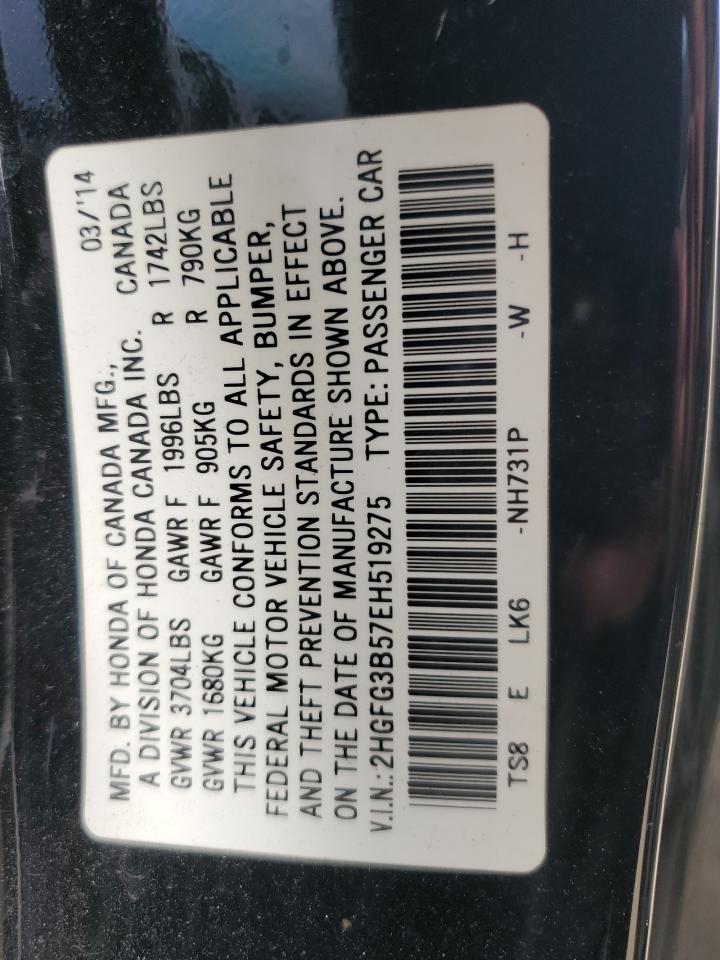 MFD. BY HONDA OF CANADA MFG., 03/'14
A DIVISION OF HONDA CANADA INC. CANADA
GVWR 3704LBS GAWR F 1996LBS R 1742LBS
GVWR 1680KG GAWR F 905KG R 790KG
THIS VEHICLE CONFORMS TO ALL APPLICABLE
FEDERAL MOTOR VEHICLE SAFETY, BUMPER,
AND THEFT PREVENTION STANDARDS IN EFFECT
ON THE DATE OF MANUFACTURE SHOWN ABOVE.
V.I.N.: 2HGFG3B57EH519275 TYPE: PASSENGER CAR
TS8 E LK6 -NH731P -W -H